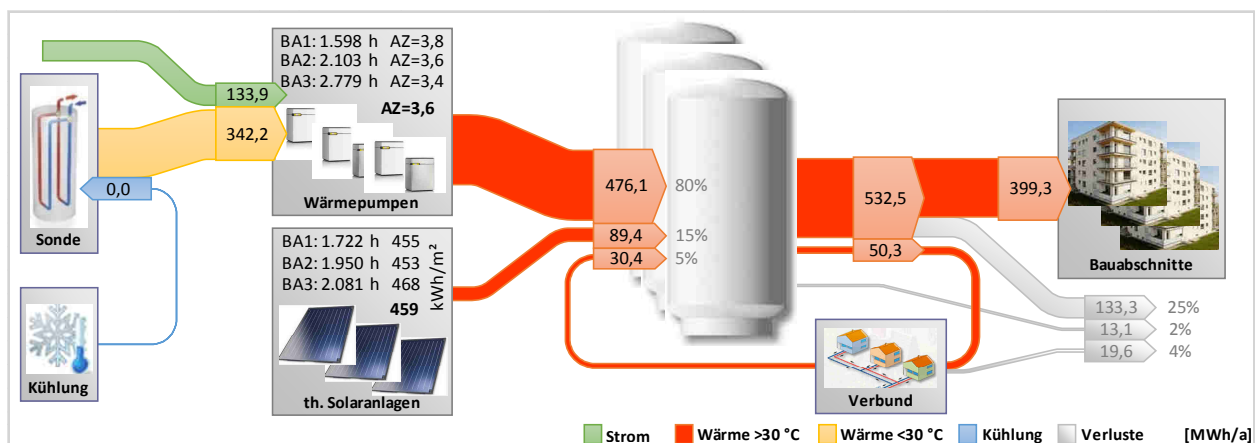 133,9
342,2
0,0
Sonde
Kühlung
BA1: 1.598 h AZ=3,8
BA2: 2.103 h AZ=3,6
BA3: 2.779 h AZ=3,4
AZ=3,6
Wärmepumpen
BA1: 1.722 h 455
BA2: 1.950 h 453
BA3: 2.081 h 468
459
kWh/m²
th. Solaranlagen
476,1 80%
89,4 15%
30,4 5%
532,5
50,3
399,3
Bauabschnitte
133,3 25%
13,1 2%
19,6 4%
Verbund
Strom
Wärme >30 °C
Wärme <30 °C
Kühlung
Verluste
[MWh/a]